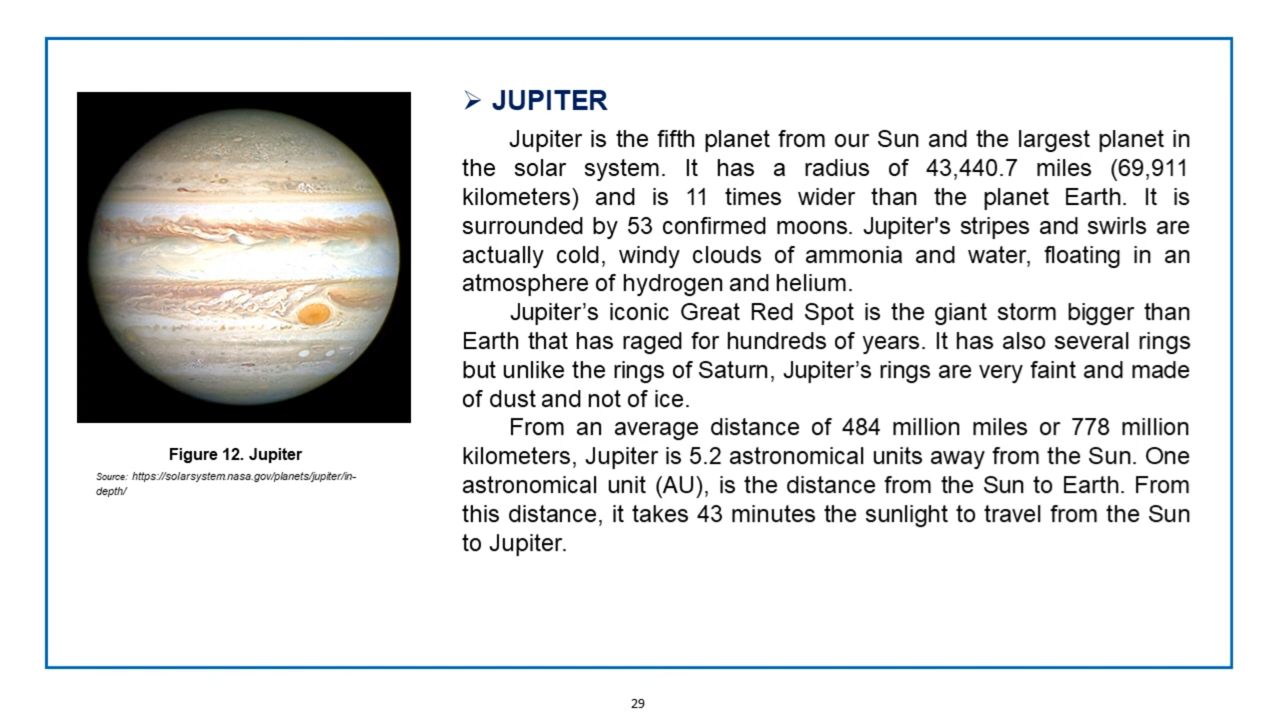 ➢ JUPITER
Jupiter is the fifth planet from our Sun and the largest planet in
the solar system. It has a radius of 43,440.7 miles (69,911
kilometers) and is 11 times wider than the planet Earth. It is
surrounded by 53 confirmed moons. Jupiter's stripes and swirls are
actually cold, windy clouds of ammonia and water, floating in an
atmosphere of hydrogen and helium.
Jupiter’s iconic Great Red Spot is the giant storm bigger than
Earth that has raged for hundreds of years. It has also several rings
but unlike the rings of Saturn, Jupiter’s rings are very faint and made
of dust and not of ice.
From an average distance of 484 million miles or 778 million
kilometers, Jupiter is 5.2 astronomical units away from the Sun. One
astronomical unit (AU), is the distance from the Sun to Earth. From
this distance, it takes 43 minutes the sunlight to travel from the Sun
to Jupiter.
Figure 12. Jupiter
Source: https://solarsystem.nasa.gov/planets/jupiter/in-
depth/
29